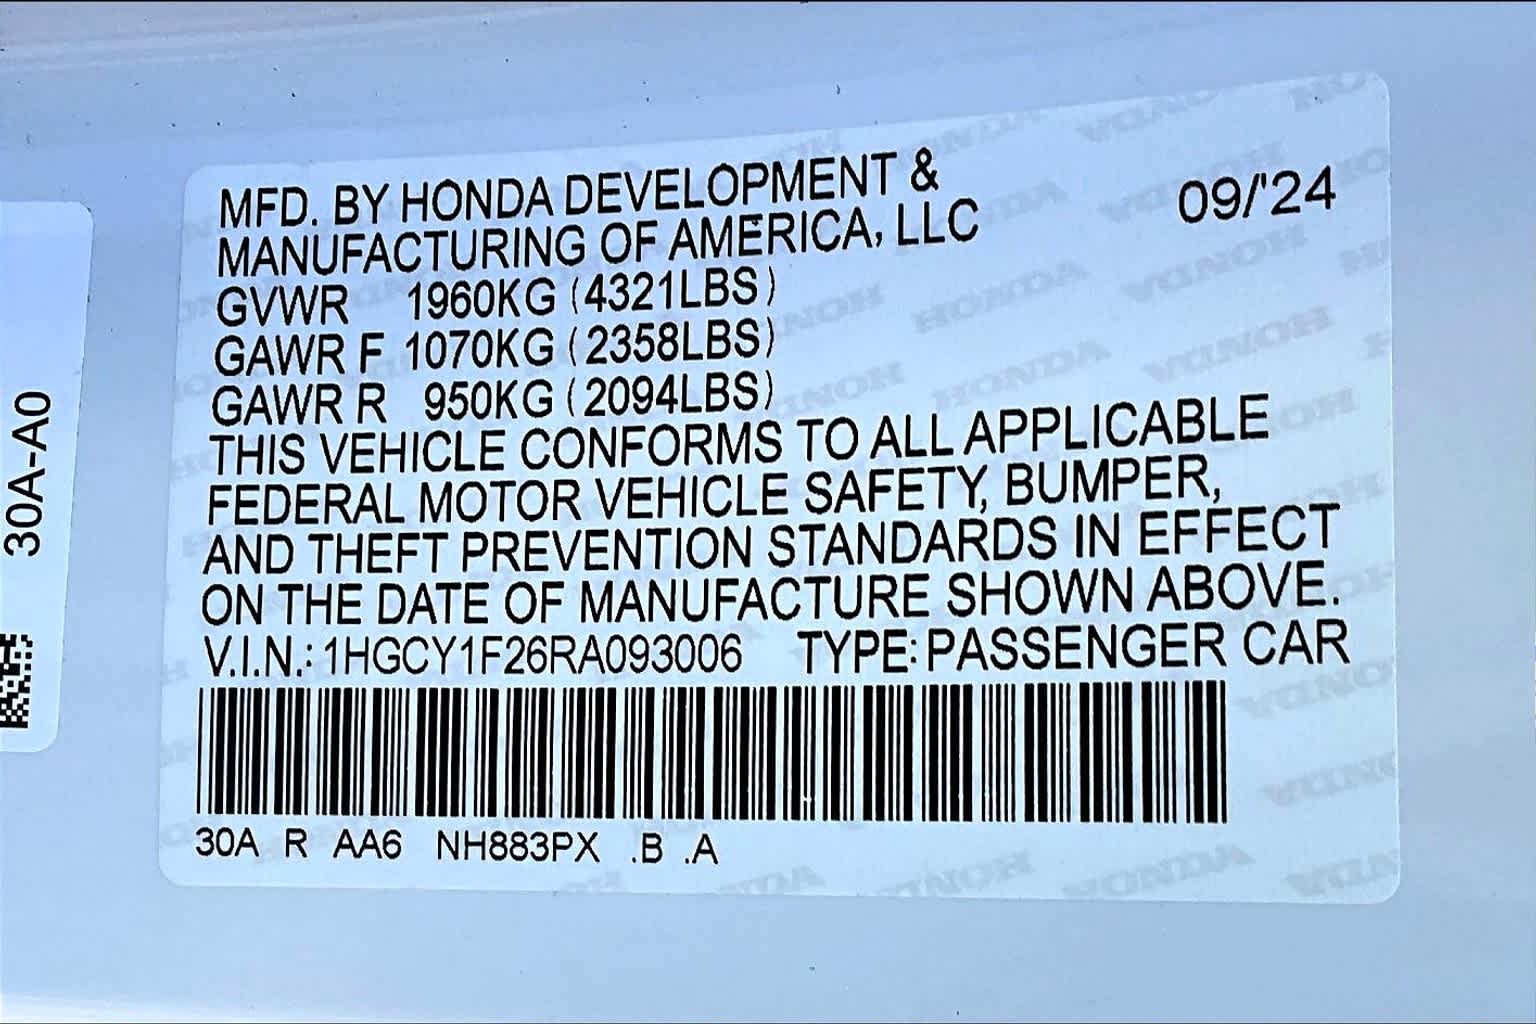 MFD. BY HONDA DEVELOPMENT &
MANUFACTURING OF AMERICA, LLC
09/'24
GVWR 1960KG (4321LBS)
GAWR F 1070KG (2358LBS)
GAWR R 950KG (2094LBS)
THIS VEHICLE CONFORMS TO ALL APPLICABLE
FEDERAL MOTOR VEHICLE SAFETY, BUMPER,
AND THEFT PREVENTION STANDARDS IN EFFECT
ON THE DATE OF MANUFACTURE SHOWN ABOVE.
V.I.N.: 1HGCY1F26RA093006 TYPE: PASSENGER CAR
30A R AA6 NH883PX .B .A
30A-A0